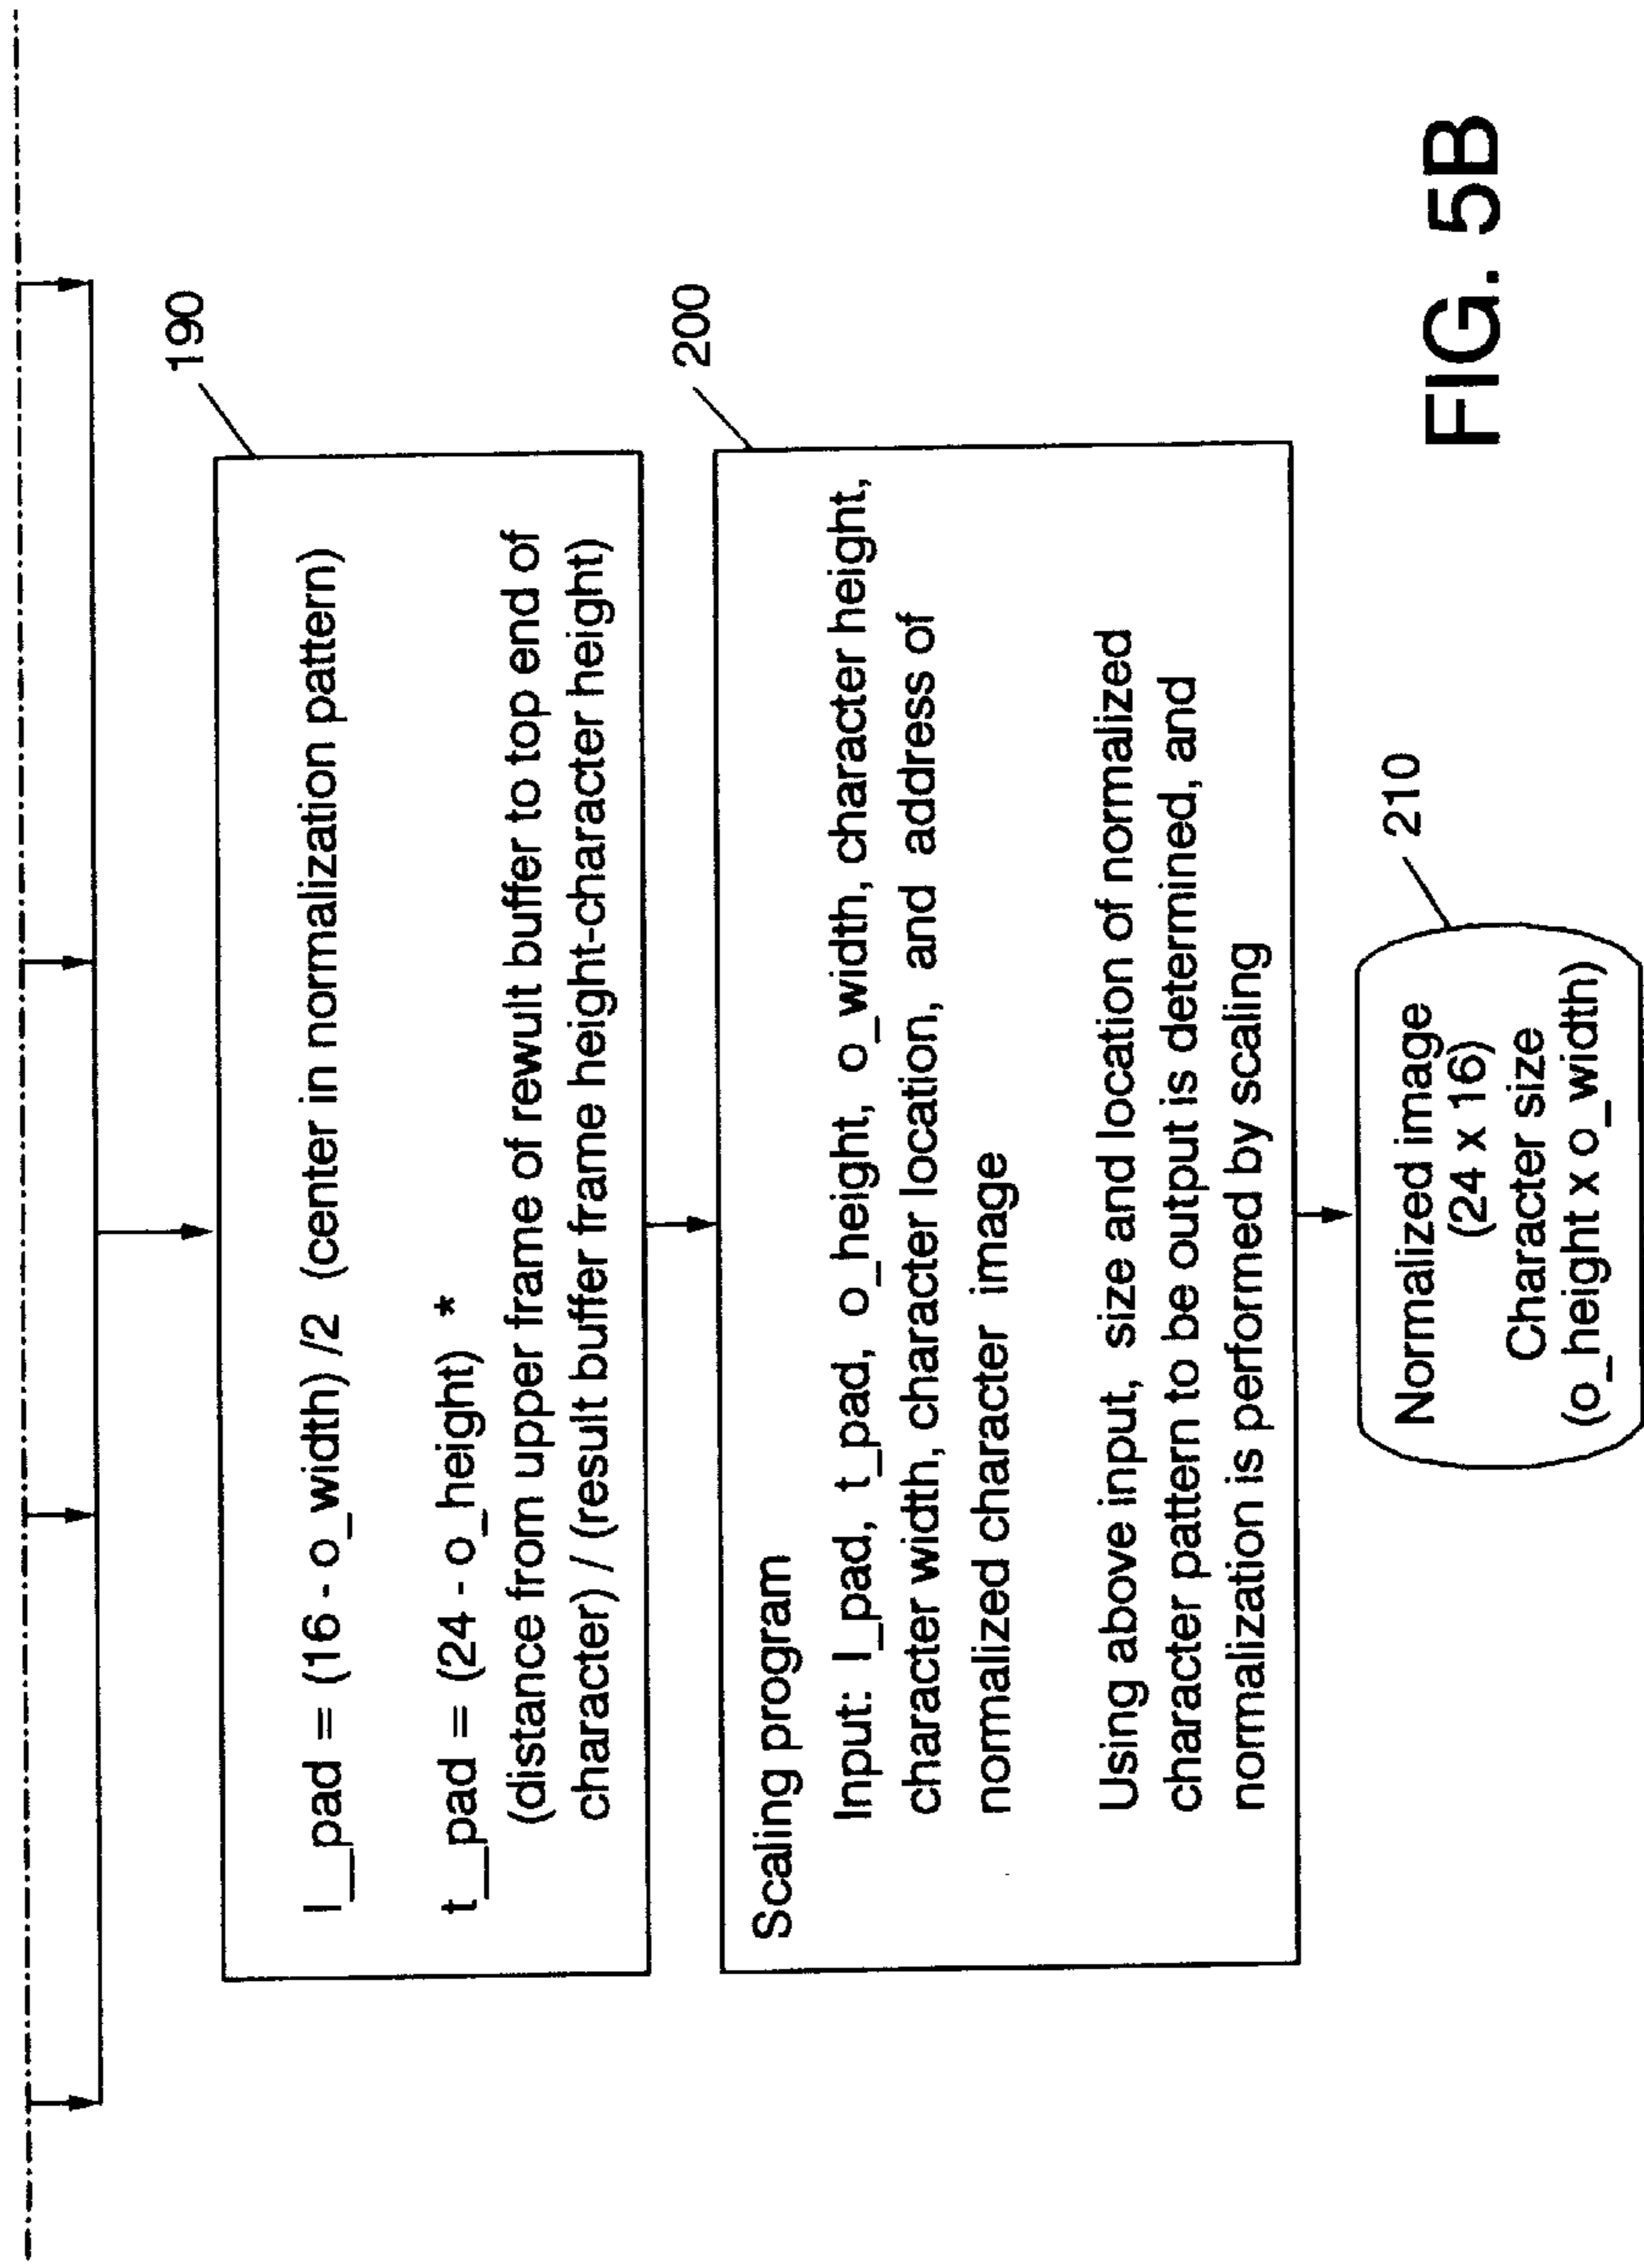 190
l_pad = (16 - o_width) /2 (center in normalization pattern)
t_pad = (24 - o_height) *
(distance from upper frame of rewult buffer to top end of
character) / (result buffer frame height-character height)
200
Scaling program
Input: l_pad, t_pad, o_height, o_width, character height,
character width, character location, and address of
normalized character image
Using above input, size and location of normalized
character pattern to be output is determined, and
normalization is performed by scaling
210
Normalized image
(24 x 16)
Character size
(o_height x o_width)
FIG. 5B